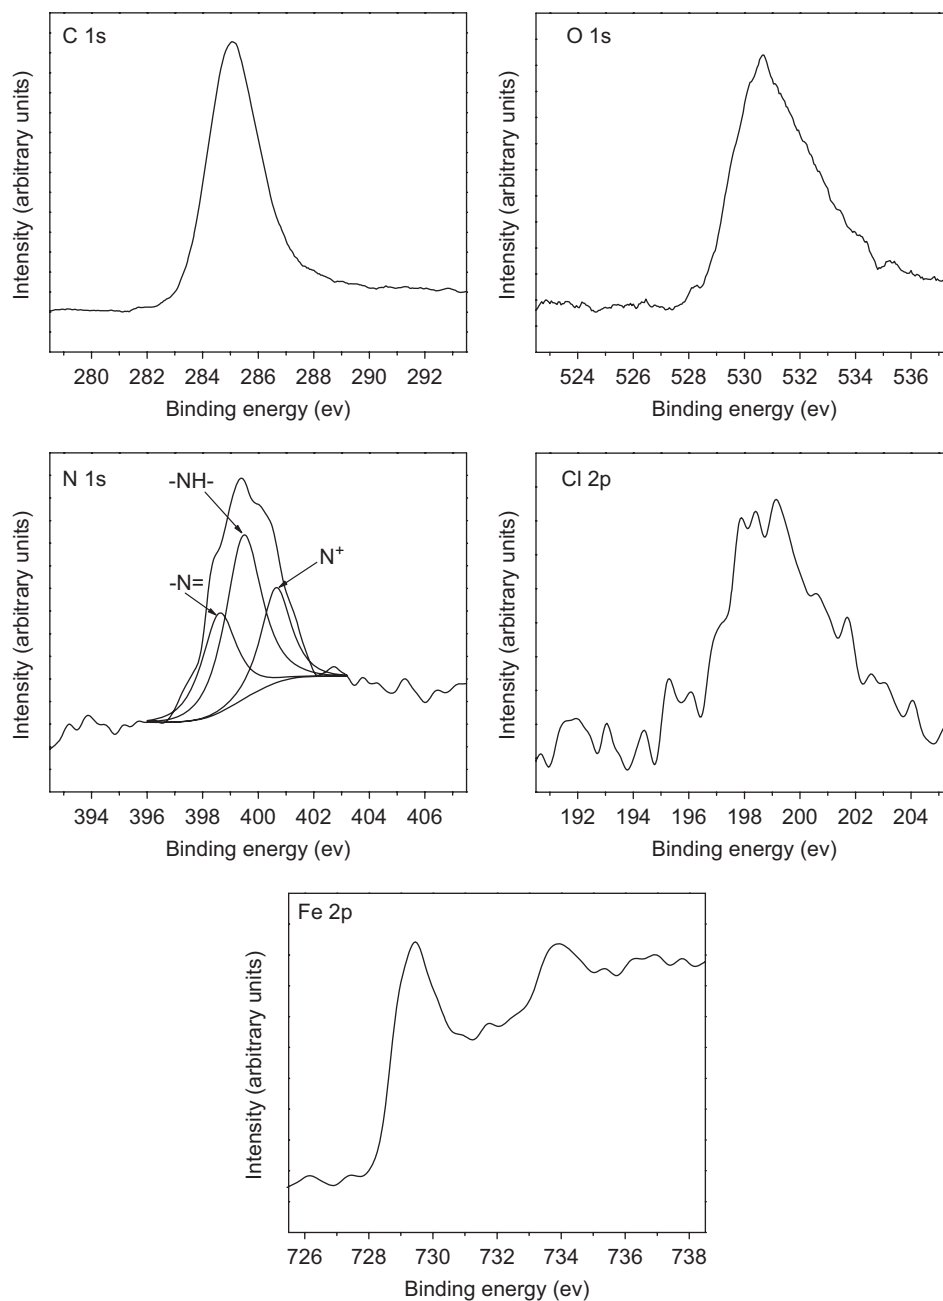 C 1s
Intensity (arbitrary units)
280 282 284 286 288 290 292
Binding energy (ev)
O 1s
Intensity (arbitrary units)
524 526 528 530 532 534 536
Binding energy (ev)
N 1s
-NH-
-N=
N⁺
Intensity (arbitrary units)
394 396 398 400 402 404 406
Binding energy (ev)
Cl 2p
Intensity (arbitrary units)
192 194 196 198 200 202 204
Binding energy (ev)
Fe 2p
Intensity (arbitrary units)
726 728 730 732 734 736 738
Binding energy (ev)